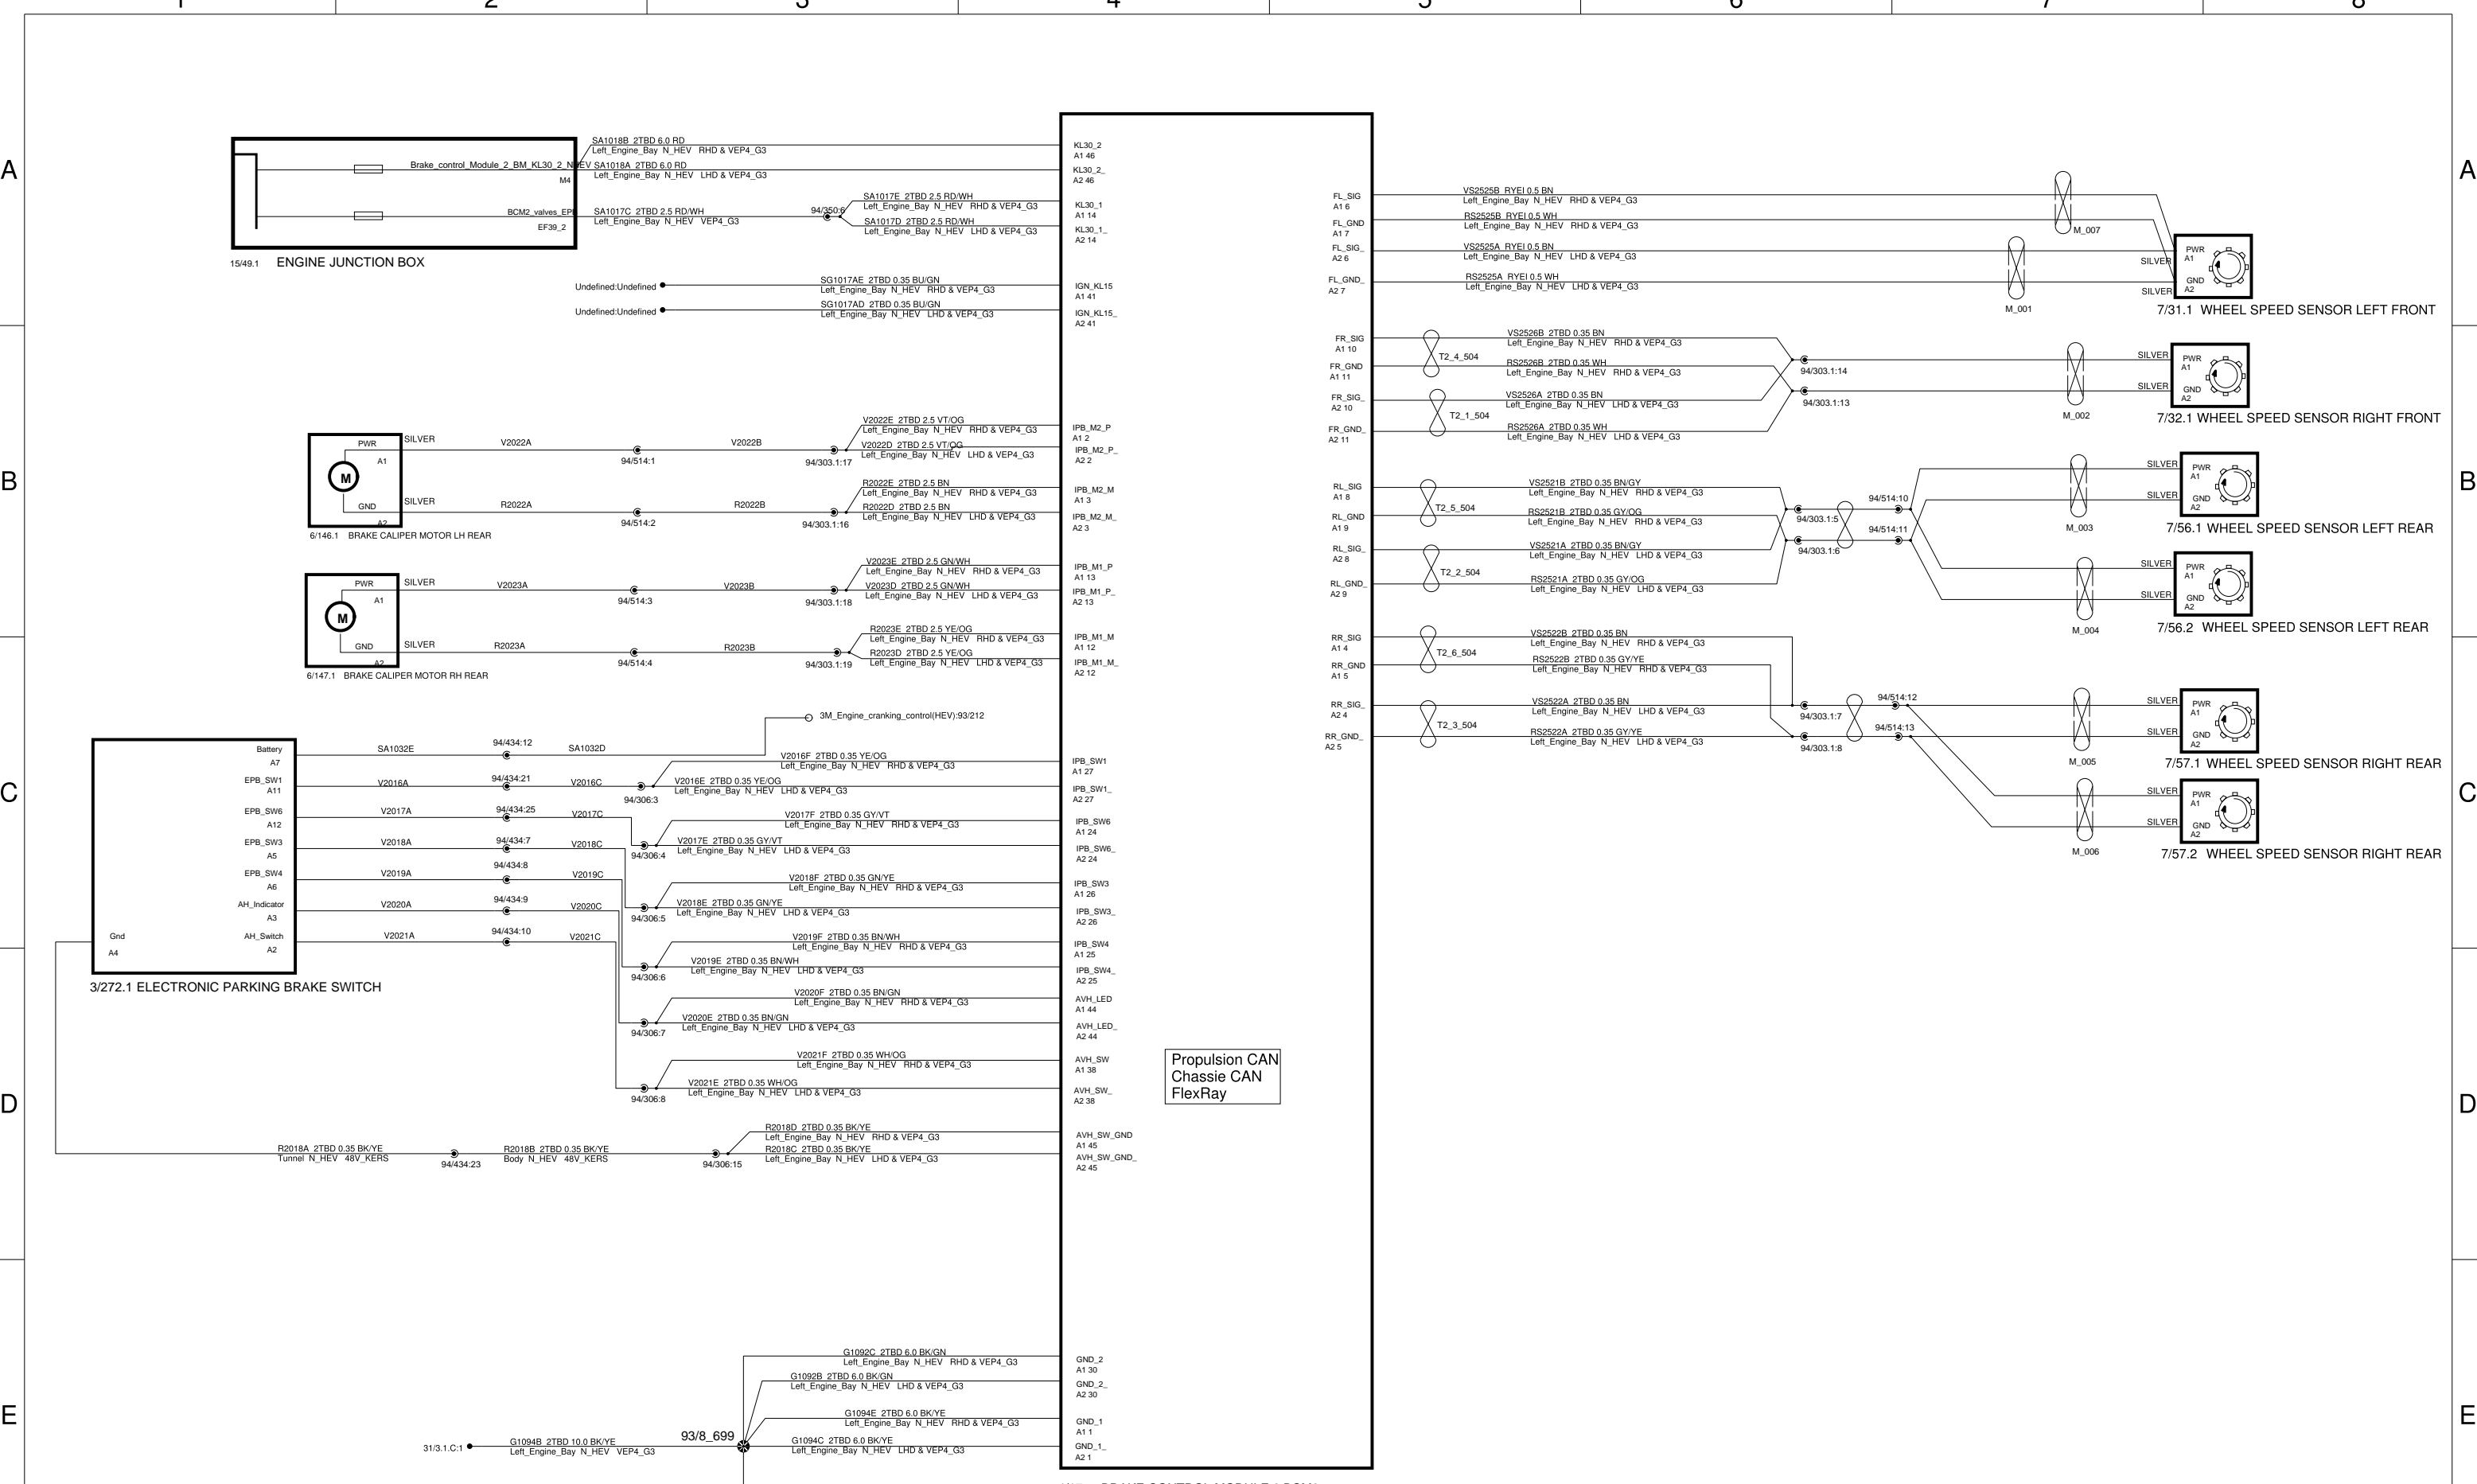 A
A
B
B
C
C
D
D
E
E
SA1018B 2TBD 6.0 RD
Left_Engine_Bay N_HEV RHD & VEP4_G3
SA1018A 2TBD 6.0 RD
Left_Engine_Bay N_HEV LHD & VEP4_G3
M4
BCM2_valves_EP
EF39_2
SA1017C 2TBD 2.5 RD/WH
Left_Engine_Bay N_HEV VEP4_G3
94/350:6
SA1017E 2TBD 2.5 RD/WH
Left_Engine_Bay N_HEV RHD & VEP4_G3
SA1017D 2TBD 2.5 RD/WH
Left_Engine_Bay N_HEV LHD & VEP4_G3
15/49.1 ENGINE JUNCTION BOX
Undefined:Undefined
SG1017AE 2TBD 0.35 BU/GN
Left_Engine_Bay N_HEV RHD & VEP4_G3
Undefined:Undefined
SG1017AD 2TBD 0.35 BU/GN
Left_Engine_Bay N_HEV LHD & VEP4_G3
PWR
A1
M
GND
A2
SILVER
SILVER
V2022A
94/514:1
V2022B
94/303.1:17
V2022E 2TBD 2.5 VT/OG
Left_Engine_Bay N_HEV RHD & VEP4_G3
V2022D 2TBD 2.5 VT/OG
Left_Engine_Bay N_HEV LHD & VEP4_G3
R2022A
94/514:2
R2022B
94/303.1:16
R2022E 2TBD 2.5 BN
Left_Engine_Bay N_HEV RHD & VEP4_G3
R2022D 2TBD 2.5 BN
Left_Engine_Bay N_HEV LHD & VEP4_G3
6/146.1 BRAKE CALIPER MOTOR LH REAR
PWR
A1
M
GND
A2
SILVER
SILVER
V2023A
94/514:3
V2023B
94/303.1:18
V2023E 2TBD 2.5 GN/WH
Left_Engine_Bay N_HEV RHD & VEP4_G3
V2023D 2TBD 2.5 GN/WH
Left_Engine_Bay N_HEV LHD & VEP4_G3
R2023A
94/514:4
R2023B
94/303.1:19
R2023E 2TBD 2.5 YE/OG
Left_Engine_Bay N_HEV RHD & VEP4_G3
R2023D 2TBD 2.5 YE/OG
Left_Engine_Bay N_HEV LHD & VEP4_G3
6/147.1 BRAKE CALIPER MOTOR RH REAR
3M_Engine_cranking_control(HEV):93/212
Battery
A7
EPB_SW1
A11
EPB_SW6
A12
EPB_SW3
A5
EPB_SW4
A6
AH_Indicator
A3
AH_Switch
A2
Gnd
A4
3/272.1 ELECTRONIC PARKING BRAKE SWITCH
SA1032E
94/434:12
SA1032D
V2016A
94/434:21
V2016C
94/306:3
V2016F 2TBD 0.35 YE/OG
Left_Engine_Bay N_HEV RHD & VEP4_G3
V2016E 2TBD 0.35 YE/OG
Left_Engine_Bay N_HEV LHD & VEP4_G3
V2017A
94/434:25
V2017C
94/306:4
V2017F 2TBD 0.35 GY/VT
Left_Engine_Bay N_HEV RHD & VEP4_G3
V2017E 2TBD 0.35 GY/VT
Left_Engine_Bay N_HEV LHD & VEP4_G3
V2018A
94/434:7
V2018C
94/306:5
V2018F 2TBD 0.35 GN/YE
Left_Engine_Bay N_HEV RHD & VEP4_G3
V2018E 2TBD 0.35 GN/YE
Left_Engine_Bay N_HEV LHD & VEP4_G3
V2019A
94/434:8
V2019C
94/306:6
V2019F 2TBD 0.35 BN/WH
Left_Engine_Bay N_HEV RHD & VEP4_G3
V2019E 2TBD 0.35 BN/WH
Left_Engine_Bay N_HEV LHD & VEP4_G3
V2020A
94/434:9
V2020C
94/306:7
V2020F 2TBD 0.35 BN/GN
Left_Engine_Bay N_HEV RHD & VEP4_G3
V2020E 2TBD 0.35 BN/GN
Left_Engine_Bay N_HEV LHD & VEP4_G3
V2021A
94/434:10
V2021C
94/306:8
V2021F 2TBD 0.35 WH/OG
Left_Engine_Bay N_HEV RHD & VEP4_G3
V2021E 2TBD 0.35 WH/OG
Left_Engine_Bay N_HEV LHD & VEP4_G3
R2018A 2TBD 0.35 BK/YE
Tunnel N_HEV 48V_KERS
94/434:23
R2018B 2TBD 0.35 BK/YE
Body N_HEV 48V_KERS
94/306:15
R2018D 2TBD 0.35 BK/YE
Left_Engine_Bay N_HEV RHD & VEP4_G3
R2018C 2TBD 0.35 BK/YE
Left_Engine_Bay N_HEV LHD & VEP4_G3
G1092C 2TBD 6.0 BK/GN
Left_Engine_Bay N_HEV RHD & VEP4_G3
G1092B 2TBD 6.0 BK/GN
Left_Engine_Bay N_HEV LHD & VEP4_G3
G1094E 2TBD 6.0 BK/YE
Left_Engine_Bay N_HEV RHD & VEP4_G3
31/3.1.C:1
G1094B 2TBD 10.0 BK/YE
Left_Engine_Bay N_HEV VEP4_G3
93/8_699
G1094C 2TBD 6.0 BK/YE
Left_Engine_Bay N_HEV LHD & VEP4_G3
KL30_2
A1 46
KL30_2_
A2 46
KL30_1
A1 14
KL30_1_
A2 14
IGN_KL15
A1 41
IGN_KL15_
A2 41
IPB_M2_P
A1 2
IPB_M2_P_
A2 2
IPB_M2_M
A1 3
IPB_M2_M_
A2 3
IPB_M1_P
A1 13
IPB_M1_P_
A2 13
IPB_M1_M
A1 12
IPB_M1_M_
A2 12
IPB_SW1
A1 27
IPB_SW1_
A2 27
IPB_SW6
A1 24
IPB_SW6_
A2 24
IPB_SW3
A1 26
IPB_SW3_
A2 26
IPB_SW4
A1 25
IPB_SW4_
A2 25
AVH_LED
A1 44
AVH_LED_
A2 44
AVH_SW
A1 38
AVH_SW_
A2 38
AVH_SW_GND
A1 45
AVH_SW_GND_
A2 45
GND_2
A1 30
GND_2_
A2 30
GND_1
A1 1
GND_1_
A2 1
Propulsion CAN
Chassie CAN
FlexRay
FL_SIG
A1 6
FL_GND
A1 7
FL_SIG_
A2 6
FL_GND_
A2 7
FR_SIG
A1 10
FR_GND
A1 11
FR_SIG_
A2 10
FR_GND_
A2 11
RL_SIG
A1 8
RL_GND
A1 9
RL_SIG_
A2 8
RL_GND_
A2 9
RR_SIG
A1 4
RR_GND
A1 5
RR_SIG_
A2 4
RR_GND_
A2 5
VS2525B RYEI 0.5 BN
Left_Engine_Bay N_HEV RHD & VEP4_G3
RS2525B RYEI 0.5 WH
Left_Engine_Bay N_HEV RHD & VEP4_G3
VS2525A RYEI 0.5 BN
Left_Engine_Bay N_HEV LHD & VEP4_G3
RS2525A RYEI 0.5 WH
Left_Engine_Bay N_HEV LHD & VEP4_G3
M_007
M_001
SILVER
SILVER
PWR
A1
GND
A2
7/31.1 WHEEL SPEED SENSOR LEFT FRONT
T2_4_504
VS2526B 2TBD 0.35 BN
Left_Engine_Bay N_HEV RHD & VEP4_G3
RS2526B 2TBD 0.35 WH
Left_Engine_Bay N_HEV RHD & VEP4_G3
T2_1_504
VS2526A 2TBD 0.35 BN
Left_Engine_Bay N_HEV LHD & VEP4_G3
RS2526A 2TBD 0.35 WH
Left_Engine_Bay N_HEV LHD & VEP4_G3
94/303.1:14
94/303.1:13
M_002
SILVER
SILVER
PWR
A1
GND
A2
7/32.1 WHEEL SPEED SENSOR RIGHT FRONT
T2_5_504
VS2521B 2TBD 0.35 BN/GY
Left_Engine_Bay N_HEV RHD & VEP4_G3
RS2521B 2TBD 0.35 GY/OG
Left_Engine_Bay N_HEV RHD & VEP4_G3
T2_2_504
VS2521A 2TBD 0.35 BN/GY
Left_Engine_Bay N_HEV LHD & VEP4_G3
RS2521A 2TBD 0.35 GY/OG
Left_Engine_Bay N_HEV LHD & VEP4_G3
94/303.1:5
94/303.1:6
94/514:10
94/514:11
M_003
SILVER
SILVER
PWR
A1
GND
A2
7/56.1 WHEEL SPEED SENSOR LEFT REAR
M_004
SILVER
SILVER
PWR
A1
GND
A2
7/56.2 WHEEL SPEED SENSOR LEFT REAR
T2_6_504
VS2522B 2TBD 0.35 BN
Left_Engine_Bay N_HEV RHD & VEP4_G3
RS2522B 2TBD 0.35 GY/YE
Left_Engine_Bay N_HEV RHD & VEP4_G3
T2_3_504
VS2522A 2TBD 0.35 BN
Left_Engine_Bay N_HEV LHD & VEP4_G3
RS2522A 2TBD 0.35 GY/YE
Left_Engine_Bay N_HEV LHD & VEP4_G3
94/303.1:7
94/303.1:8
94/514:12
94/514:13
M_005
SILVER
SILVER
PWR
A1
GND
A2
7/57.1 WHEEL SPEED SENSOR RIGHT REAR
M_006
SILVER
SILVER
PWR
A1
GND
A2
7/57.2 WHEEL SPEED SENSOR RIGHT REAR